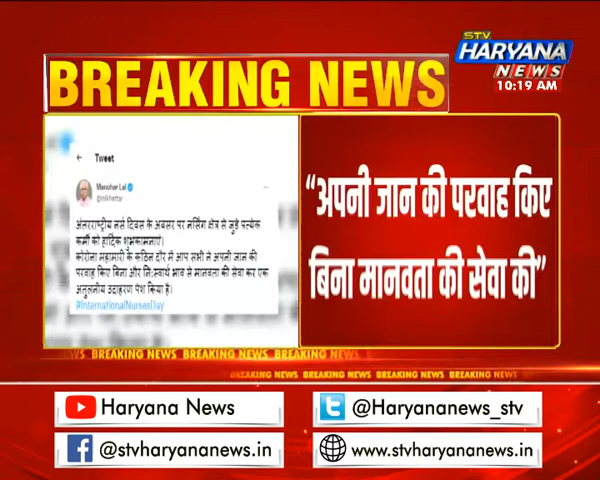 STV
HARYANA
NEWS
10:19 AM
BREAKING NEWS
Tweet
Manohar Lal
@mlkhattar
अंतरराष्ट्रीय नर्स दिवस के अवसर पर नर्सिंग क्षेत्र से जुड़े प्रत्येक
कर्मी को हार्दिक शुभकामनाएं।
कोरोना महामारी के कठिन दौर में आप सभी ने अपनी जान की
परवाह किए बिना और नि:स्वार्थ भाव से मानवता की सेवा कर एक
अतुलनीय उदाहरण पेश किया है।
#InternationalNursesDay
“अपनी जान की परवाह किए
बिना मानवता की सेवा की”
BREAKING NEWS BREAKING NEWS BREAKING NEWS BREAKING NEWS
BREAKING NEWS BREAKING NEWS BREAKING NEWS BREAKING NEWS
Haryana News
@Haryananews_stv
@stvharyananews.in
www.stvharyananews.in